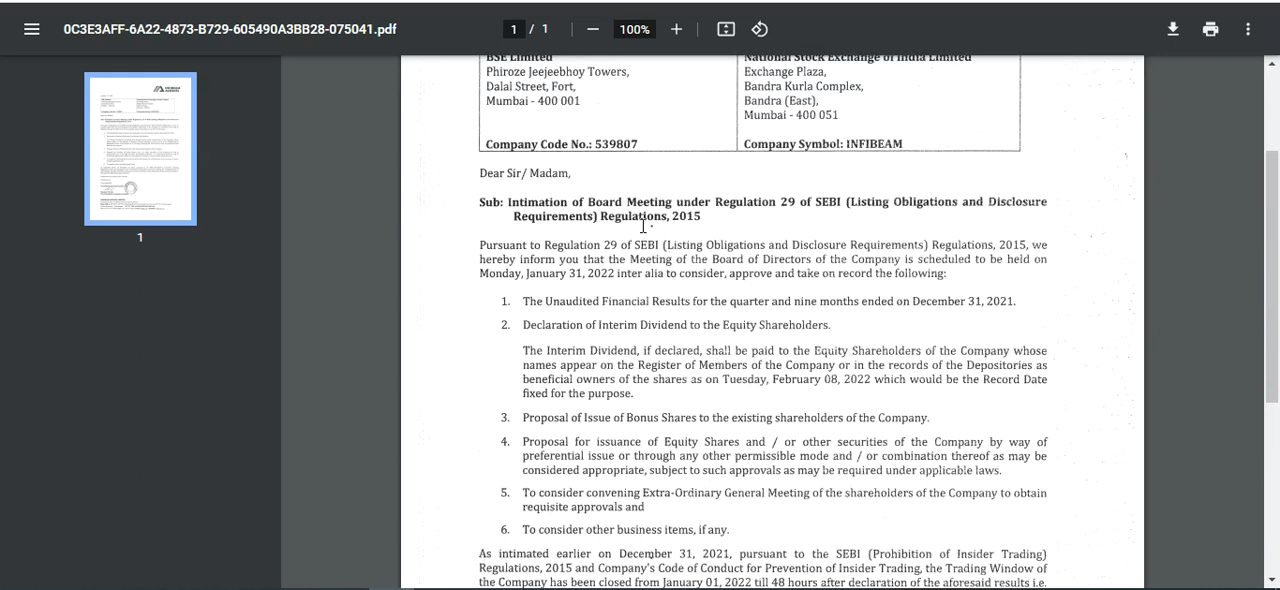 0C3E3AFF-6A22-4873-B729-605490A3BB28-075041.pdf
1 / 1
100%
BSE Limited
Phiroze Jeejeebhoy Towers,
Dalal Street, Fort,
Mumbai - 400 001
Company Code No.: 539807
National Stock Exchange of India Limited
Exchange Plaza,
Bandra Kurla Complex,
Bandra (East),
Mumbai - 400 051
Company Symbol: INFIBEAM
Dear Sir/ Madam,
Sub: Intimation of Board Meeting under Regulation 29 of SEBI (Listing Obligations and Disclosure
Requirements) Regulations, 2015
Pursuant to Regulation 29 of SEBI (Listing Obligations and Disclosure Requirements) Regulations, 2015, we
hereby inform you that the Meeting of the Board of Directors of the Company is scheduled to be held on
Monday, January 31, 2022 inter alia to consider, approve and take on record the following:
1. The Unaudited Financial Results for the quarter and nine months ended on December 31, 2021.
2. Declaration of Interim Dividend to the Equity Shareholders.
The Interim Dividend, if declared, shall be paid to the Equity Shareholders of the Company whose
names appear on the Register of Members of the Company or in the records of the Depositories as
beneficial owners of the shares as on Tuesday, February 08, 2022 which would be the Record Date
fixed for the purpose.
3. Proposal of Issue of Bonus Shares to the existing shareholders of the Company.
4. Proposal for issuance of Equity Shares and / or other securities of the Company by way of
preferential issue or through any other permissible mode and / or combination thereof as may be
considered appropriate, subject to such approvals as may be required under applicable laws.
5. To consider convening Extra-Ordinary General Meeting of the shareholders of the Company to obtain
requisite approvals and
6. To consider other business items, if any.
As intimated earlier on December 31, 2021, pursuant to the SEBI (Prohibition of Insider Trading)
Regulations, 2015 and Company's Code of Conduct for Prevention of Insider Trading, the Trading Window of
the Company has been closed from January 01, 2022 till 48 hours after declaration of the aforesaid results i.e.
1